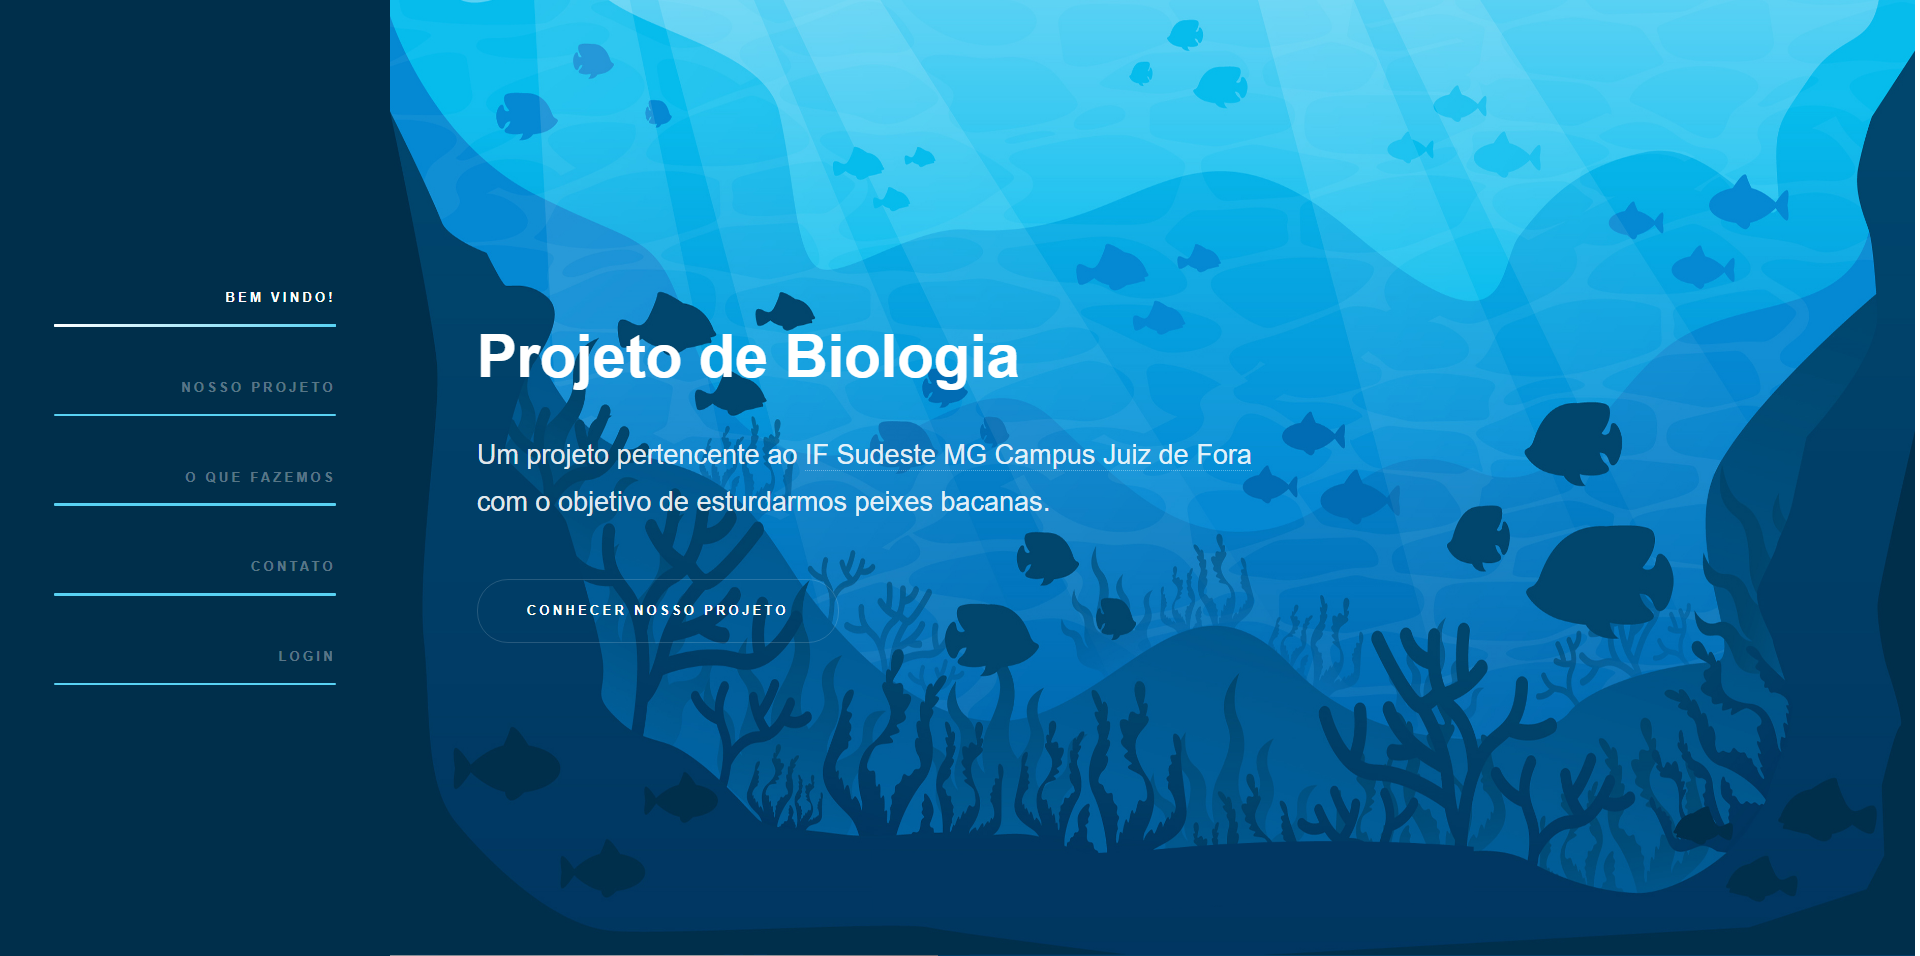 BEM VINDO!
NOSSO PROJETO
O QUE FAZEMOS
CONTATO
LOGIN
Projeto de Biologia
Um projeto pertencente ao IF Sudeste MG Campus Juiz de Fora
com o objetivo de esturdarmos peixes bacanas.
CONHECER NOSSO PROJETO